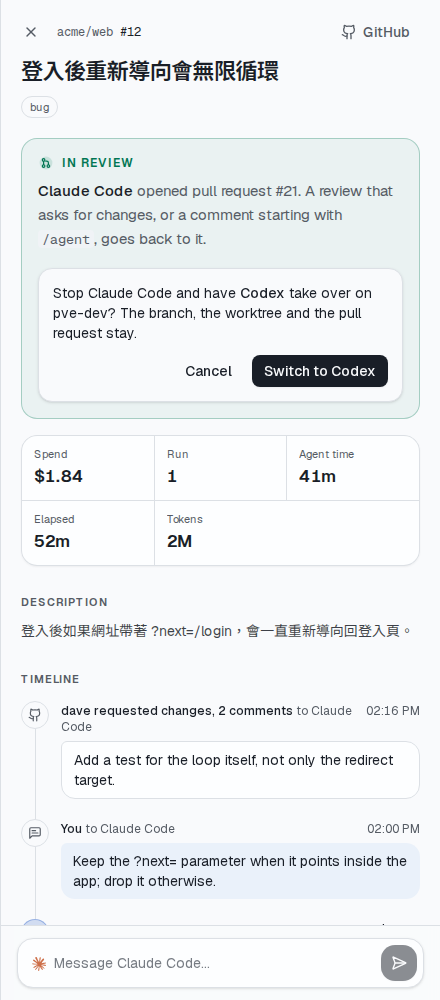 acme/web #12
GitHub
登入後重新導向會無限循環
bug
IN REVIEW
Claude Code opened pull request #21. A review that
asks for changes, or a comment starting with
/agent , goes back to it.
Stop Claude Code and have Codex take over on
pve-dev? The branch, the worktree and the pull
request stay.
Cancel
Switch to Codex
Spend
$1.84
Run
1
Agent time
41m
Elapsed
52m
Tokens
2M
DESCRIPTION
登入後如果網址帶著 ?next=/login，會一直重新導向回登入頁。
TIMELINE
dave requested changes, 2 comments to Claude
Code
02:16 PM
Add a test for the loop itself, not only the redirect
target.
You to Claude Code
02:00 PM
Keep the ?next= parameter when it points inside the
app; drop it otherwise.
Message Claude Code...